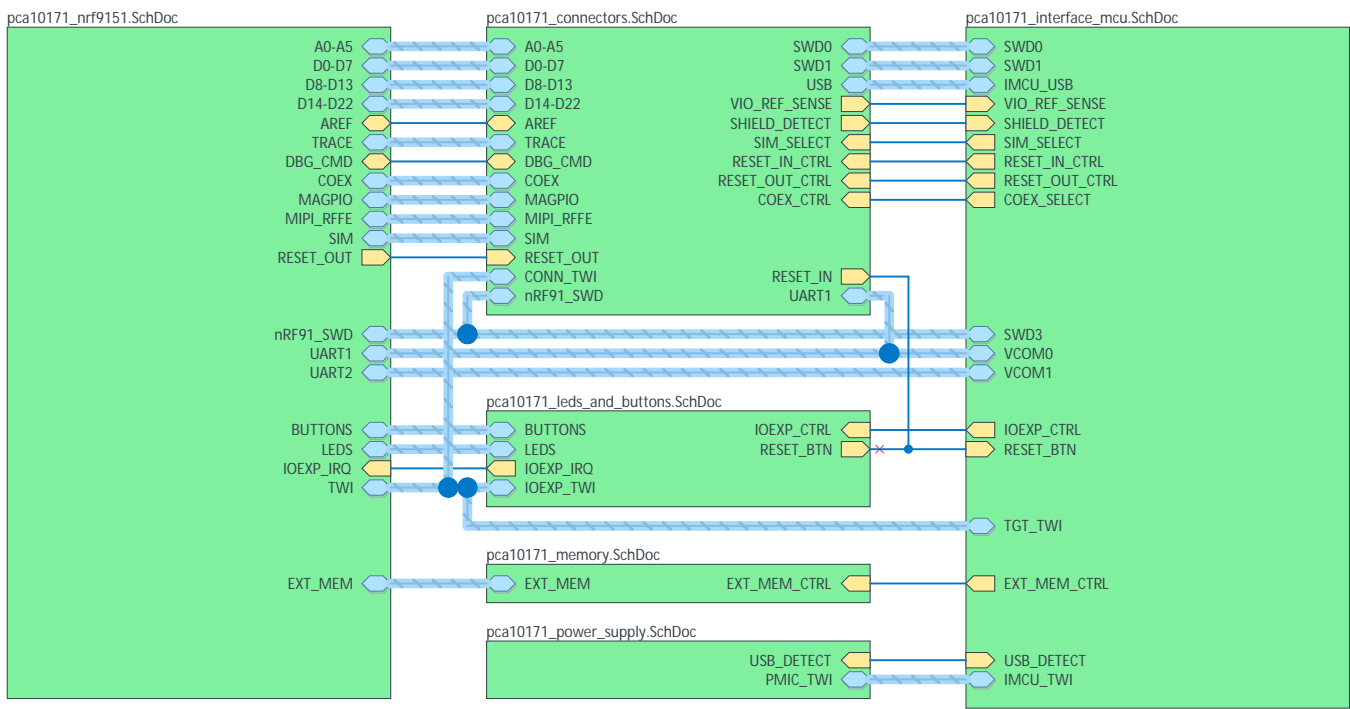 pca10171_nrf9151.SchDoc
A0-A5
D0-D7
D8-D13
D14-D22
AREF
TRACE
DBG_CMD
COEX
MAGPIO
MIPI_RFFE
SIM
RESET_OUT
nRF91_SWD
UART1
UART2
BUTTONS
LEDS
IOEXP_IRQ
TWI
EXT_MEM
pca10171_connectors.SchDoc
A0-A5
D0-D7
D8-D13
D14-D22
AREF
TRACE
DBG_CMD
COEX
MAGPIO
MIPI_RFFE
SIM
RESET_OUT
CONN_TWI
nRF91_SWD
SWD0
SWD1
USB
VIO_REF_SENSE
SHIELD_DETECT
SIM_SELECT
RESET_IN_CTRL
RESET_OUT_CTRL
COEX_CTRL
RESET_IN
UART1
pca10171_leds_and_buttons.SchDoc
BUTTONS
LEDS
IOEXP_IRQ
IOEXP_TWI
IOEXP_CTRL
RESET_BTN
pca10171_memory.SchDoc
EXT_MEM
EXT_MEM_CTRL
pca10171_power_supply.SchDoc
USB_DETECT
PMIC_TWI
pca10171_interface_mcu.SchDoc
SWD0
SWD1
IMCU_USB
VIO_REF_SENSE
SHIELD_DETECT
SIM_SELECT
RESET_IN_CTRL
RESET_OUT_CTRL
COEX_SELECT
SWD3
VCOM0
VCOM1
IOEXP_CTRL
RESET_BTN
TGT_TWI
EXT_MEM_CTRL
USB_DETECT
IMCU_TWI